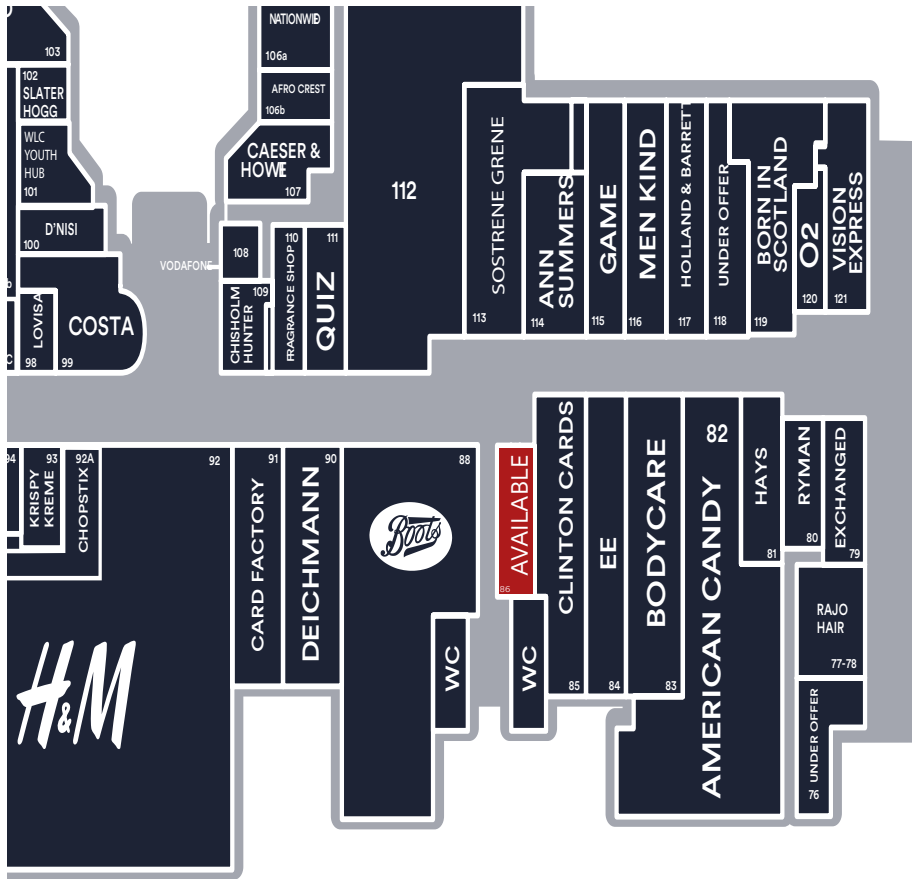 103
102
SLATER
HOGG
WLC
YOUTH
HUB
101
D'NISI
100
LOVISA
98
COSTA
99
C
NATIONWID
106a
AFRO CREST
106b
CAESER &
HOWIE
107
VODAFONE
108
109
CHISHOLM
HUNTER
110
FRAGRANCE SHOP
111
QUIZ
112
SOSTRENE GRENE
113
ANN
SUMMERS
114
GAME
115
MEN KIND
116
HOLLAND & BARRETT
117
UNDER OFFER
118
BORN IN
SCOTLAND
119
O2
120
VISION
EXPRESS
121
94
93
KRISPY
KREME
92A
CHOPSTIX
92
H&M
91
CARD FACTORY
90
DEICHMANN
88
Boots
WC
AVAILABLE
86
WC
CLINTON CARDS
85
EE
84
BODYCARE
83
82
AMERICAN CANDY
HAYS
81
RYMAN
80
EXCHANGED
79
RAJO
HAIR
77-78
UNDER OFFER
76